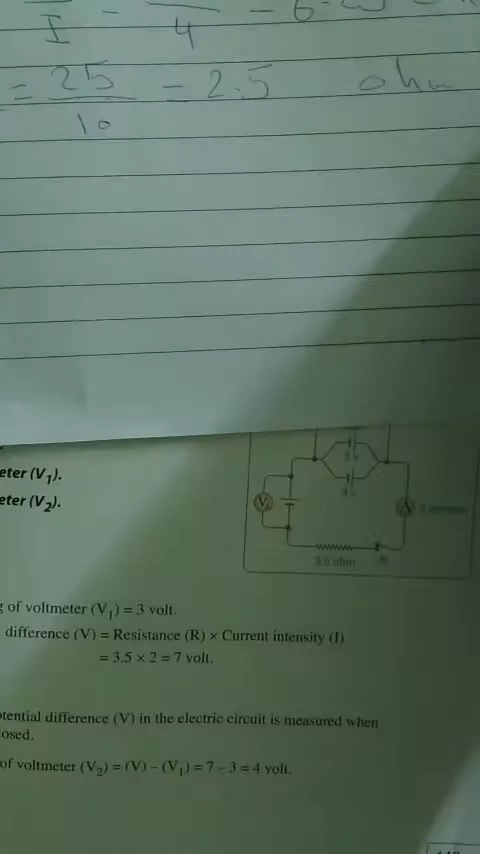 = 25 = 2.5 ohm
10
eter (V₁).
eter (V₂).
3 V
3.5 ohm
g of voltmeter (V₁) = 3 volt.
difference (V) = Resistance (R) × Current intensity (I)
= 3.5 × 2 = 7 volt.
otential difference (V) in the electric circuit is measured when
losed.
of voltmeter (V₂) = (V) – (V₁) = 7 – 3 = 4 volt.